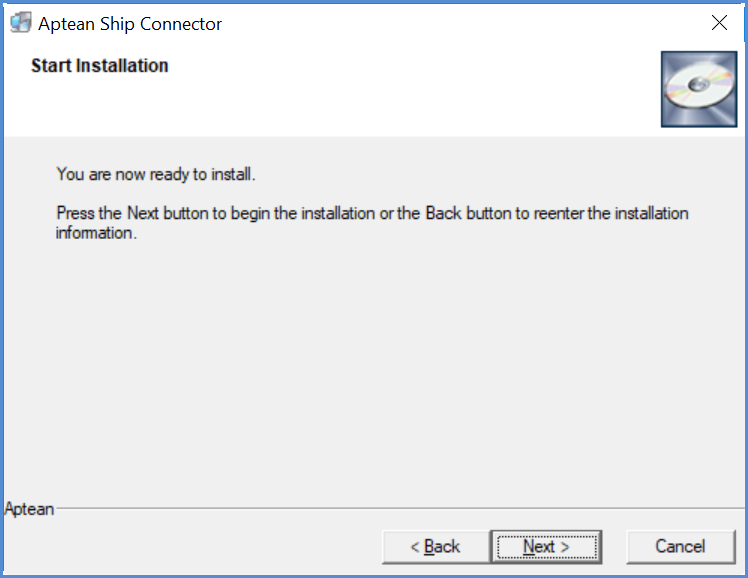 Aptean Ship Connector
Start Installation
You are now ready to install.
Press the Next button to begin the installation or the Back button to reenter the installation
information.
Aptean
< Back
Next >
Cancel